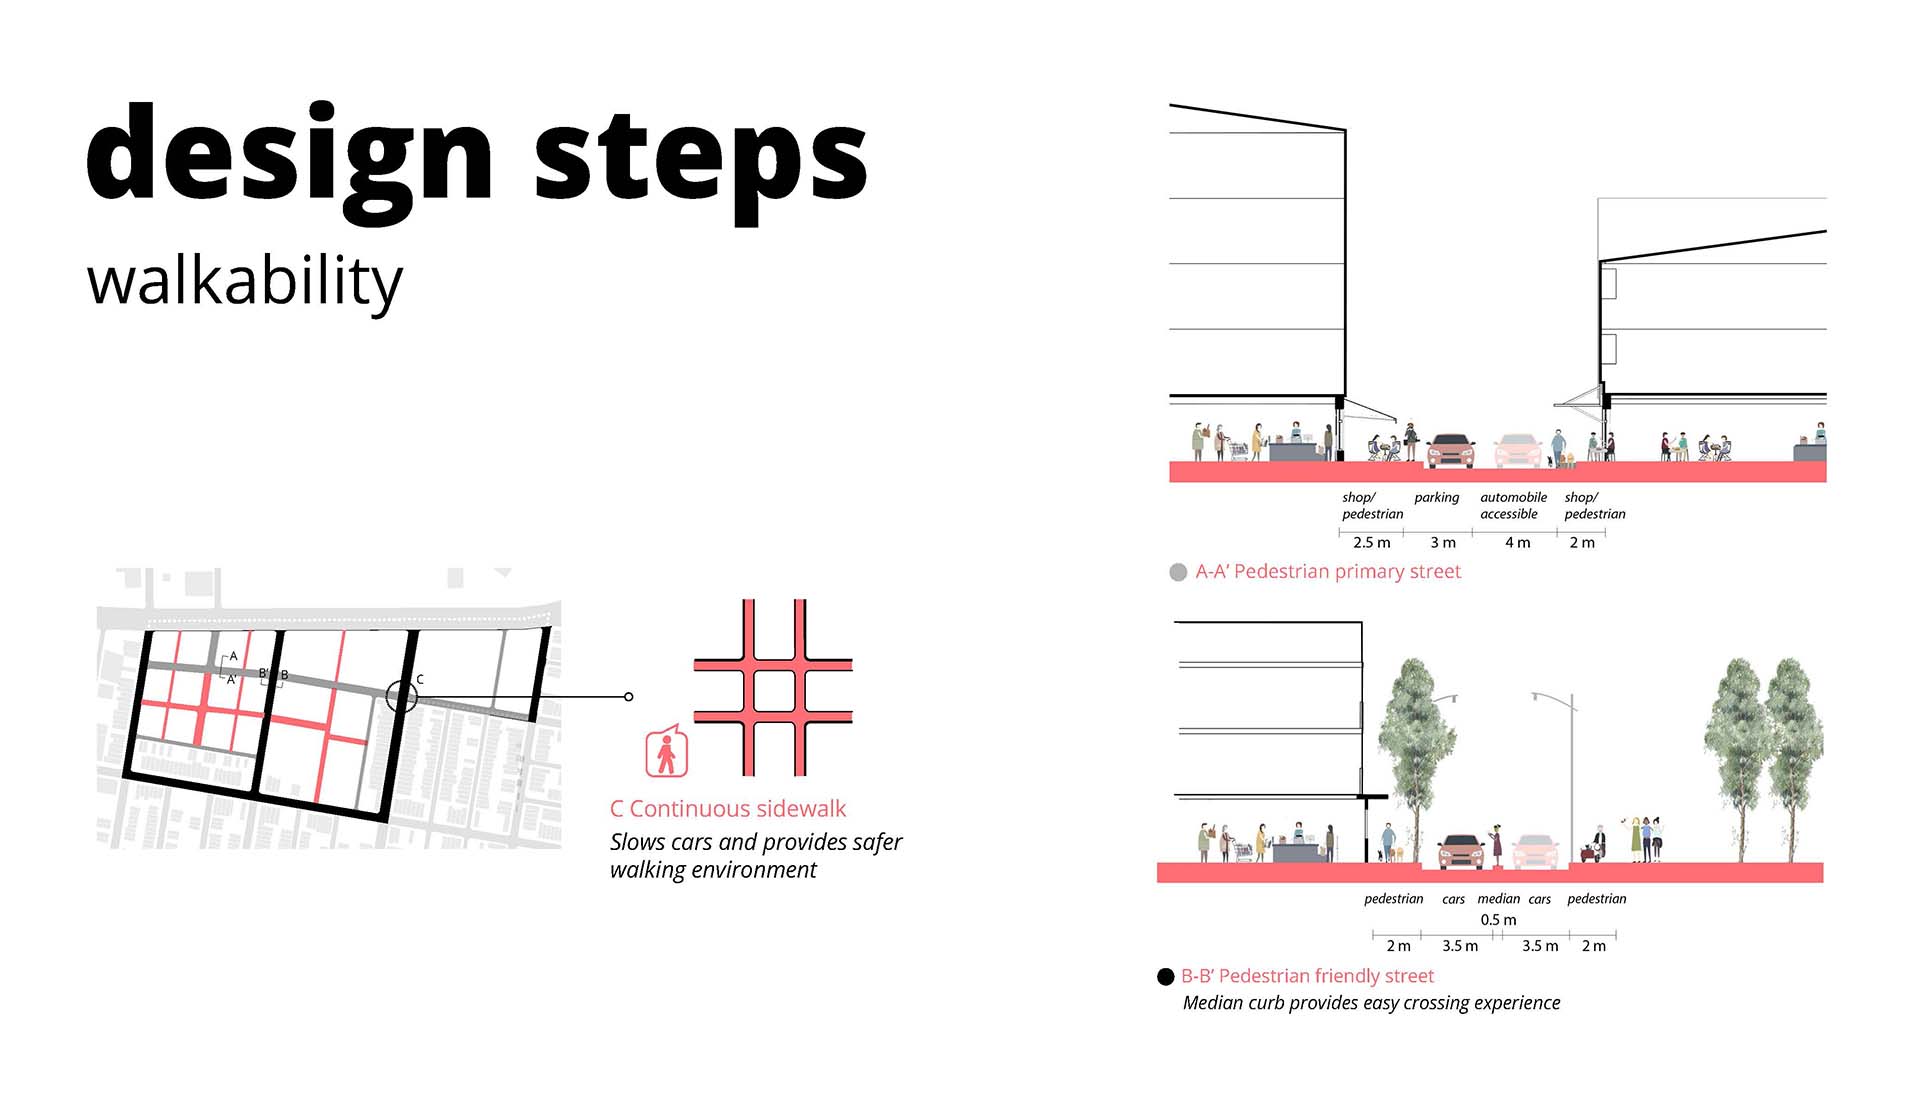 design steps
walkability
A
A'
B'
B
C
C Continuous sidewalk
Slows cars and provides safer
walking environment
shop/
pedestrian
parking
automobile
accessible
shop/
pedestrian
2.5 m
3 m
4 m
2 m
A-A’ Pedestrian primary street
pedestrian
cars
median
cars
pedestrian
0.5 m
2 m
3.5 m
3.5 m
2 m
B-B’ Pedestrian friendly street
Median curb provides easy crossing experience